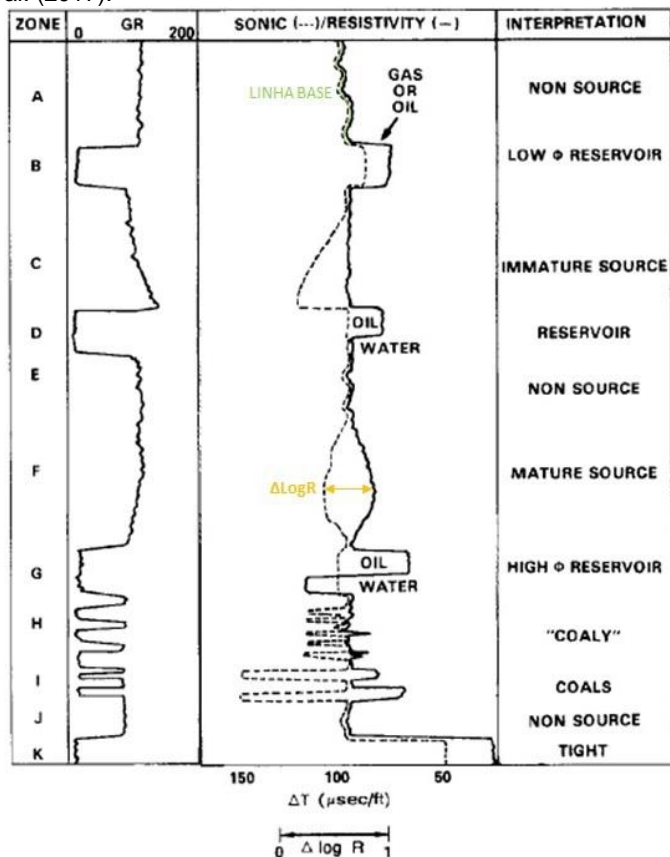 (2017).
ZONE 0 GR 200 SONIC (---)/RESISTIVITY (—) INTERPRETATION
GAS
OR
OIL
A LINHA BASE NON SOURCE
B LOW Φ RESERVOIR
C IMMATURE SOURCE
OIL
D RESERVOIR
WATER
E NON SOURCE
F ΔLogR MATURE SOURCE
OIL
G HIGH Φ RESERVOIR
WATER
H "COALY"
I COALS
J NON SOURCE
K TIGHT
150 100 50
ΔT (μsec/ft)
0 Δ log R 1